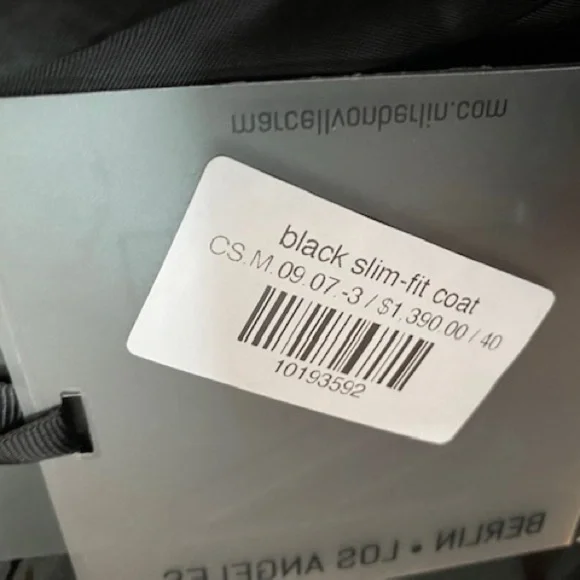 marcellvonberlin.com
black slim-fit coat
CS.M.09.07.-3 / $1,390.00 / 40
10193592
BERLIN • LOS ANGELES